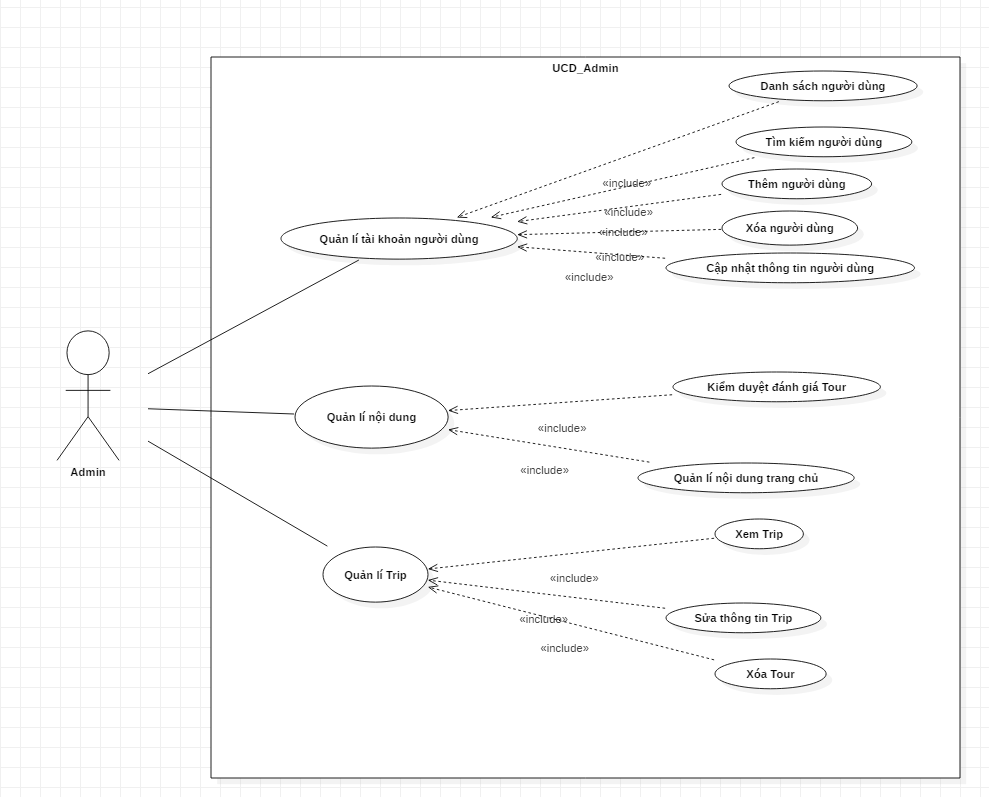 UCD_Admin
Danh sách người dùng
Tìm kiếm người dùng
«include»
Thêm người dùng
«include»
Xóa người dùng
«include»
Quản lí tài khoản người dùng
«include»
Cập nhật thông tin người dùng
«include»
Kiểm duyệt đánh giá Tour
Quản lí nội dung
«include»
Admin
«include»
Quản lí nội dung trang chủ
Xem Trip
Quản lí Trip
«include»
Sửa thông tin Trip
«include»
«include»
Xóa Tour